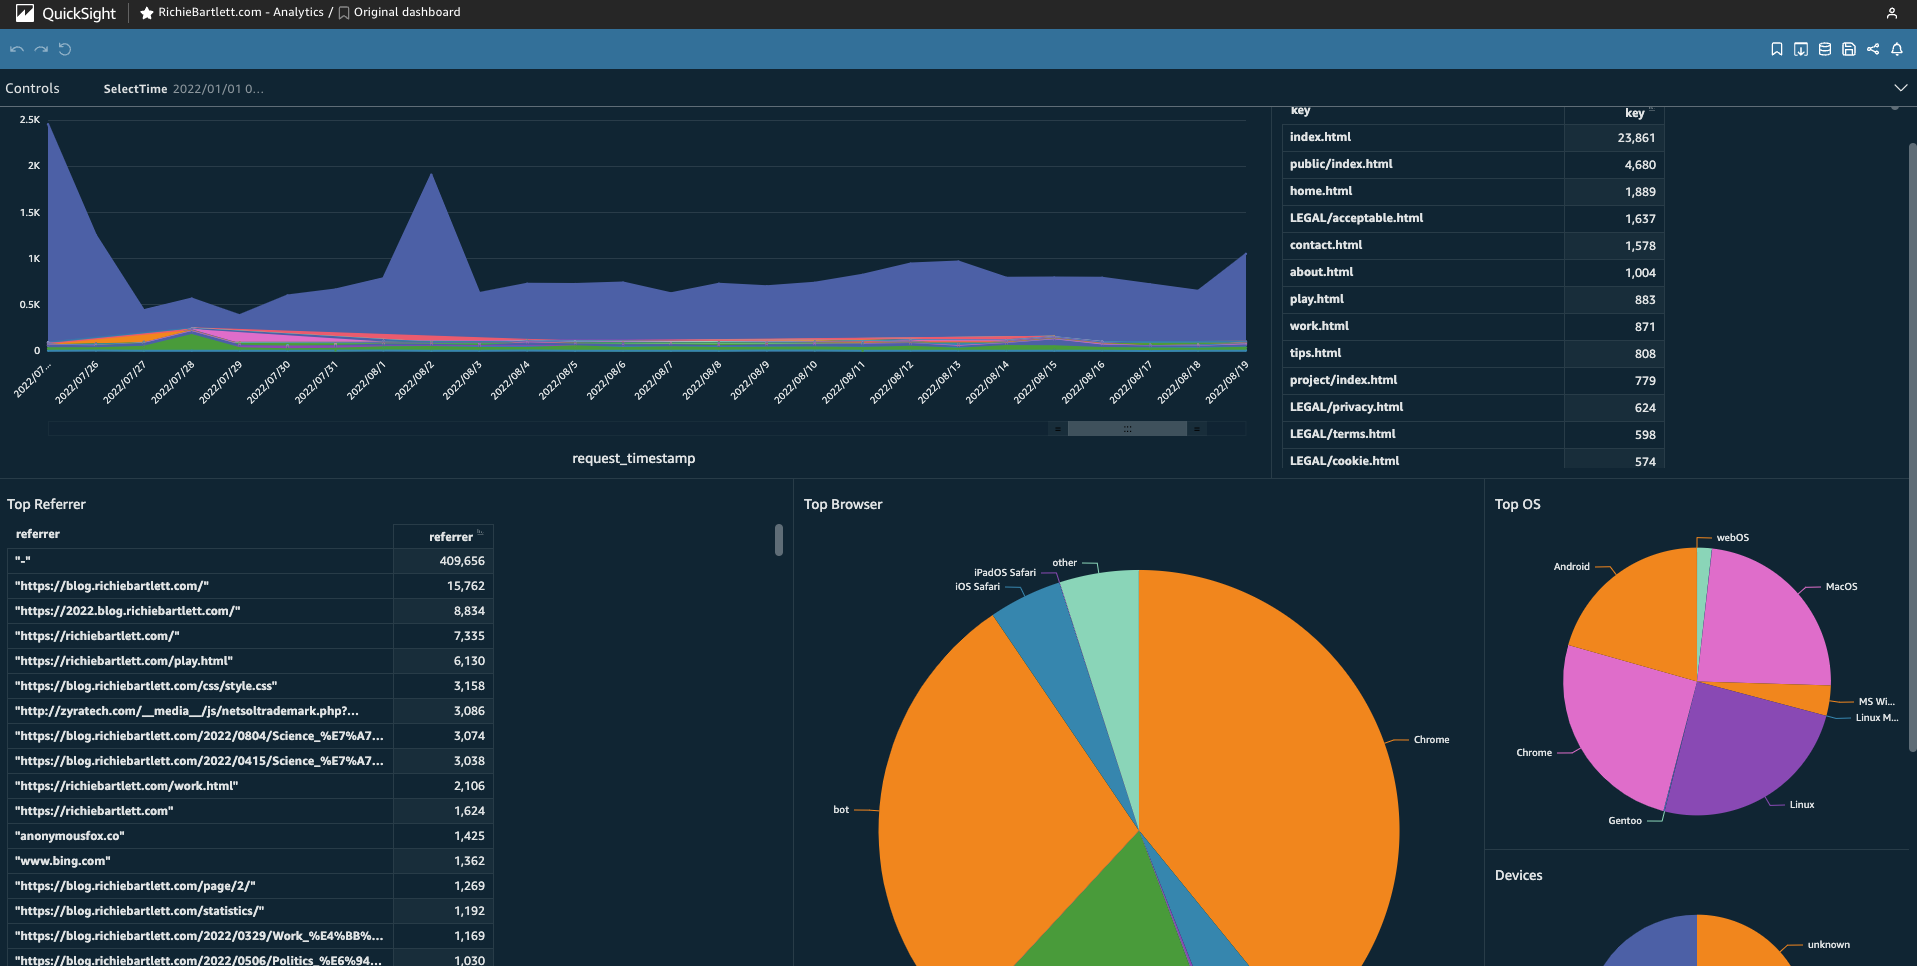 QuickSight
RichieBartlett.com - Analytics / Original dashboard
Controls
SelectTime 2022/01/01 0...
2.5K
2K
1.5K
1K
0.5K
0
2022/07...
2022/07/26
2022/07/27
2022/07/28
2022/07/29
2022/07/30
2022/07/31
2022/08/1
2022/08/2
2022/08/3
2022/08/4
2022/08/5
2022/08/6
2022/08/7
2022/08/8
2022/08/9
2022/08/10
2022/08/11
2022/08/12
2022/08/13
2022/08/14
2022/08/15
2022/08/16
2022/08/17
2022/08/18
2022/08/19
request_timestamp
key key
index.html 23,861
public/index.html 4,680
home.html 1,889
LEGAL/acceptable.html 1,637
contact.html 1,578
about.html 1,004
play.html 883
work.html 871
tips.html 808
project/index.html 779
LEGAL/privacy.html 624
LEGAL/terms.html 598
LEGAL/cookie.html 574
Top Referrer
referrer referrer
"-" 409,656
"https://blog.richiebartlett.com/" 15,762
"https://2022.blog.richiebartlett.com/" 8,834
"https://richiebartlett.com/" 7,335
"https://richiebartlett.com/play.html" 6,130
"https://blog.richiebartlett.com/css/style.css" 3,158
"http://zyratech.com/__media__/js/netsoltrademark.php?... 3,086
"https://blog.richiebartlett.com/2022/0804/Science_%E7%A7... 3,074
"https://blog.richiebartlett.com/2022/0415/Science_%E7%A7... 3,038
"https://richiebartlett.com/work.html" 2,106
"https://richiebartlett.com" 1,624
"anonymousfox.co" 1,425
"www.bing.com" 1,362
"https://blog.richiebartlett.com/page/2/" 1,269
"https://blog.richiebartlett.com/statistics/" 1,192
"https://blog.richiebartlett.com/2022/0329/Work_%E4%BB%... 1,169
"https://blog.richiebartlett.com/2022/0506/Politics_%E6%94... 1,030
Top Browser
other
iPadOS Safari
iOS Safari
Chrome
bot
Top OS
webOS
Android
MacOS
MS Wi...
Linux M...
Chrome
Linux
Gentoo
Devices
unknown